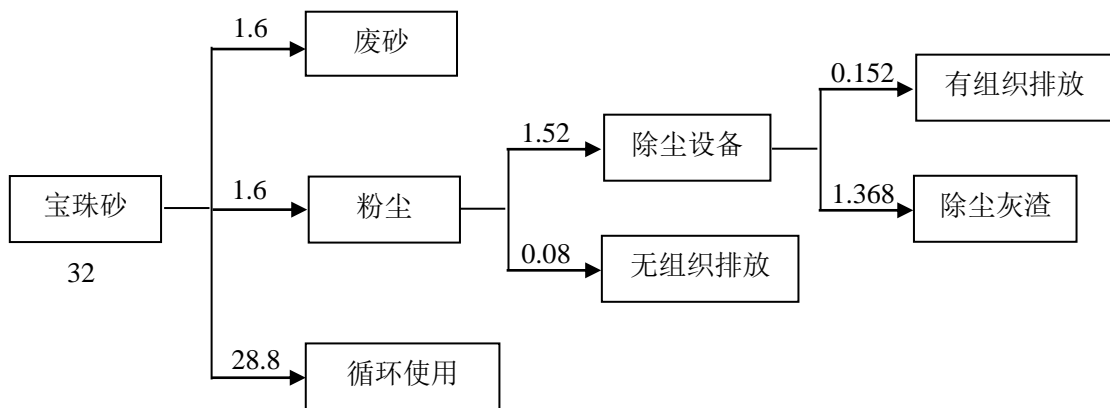 1.6
废砂
0.152
有组织排放
1.52
除尘设备
宝珠砂
1.6
粉尘
1.368
除尘灰渣
32
0.08
无组织排放
28.8
循环使用